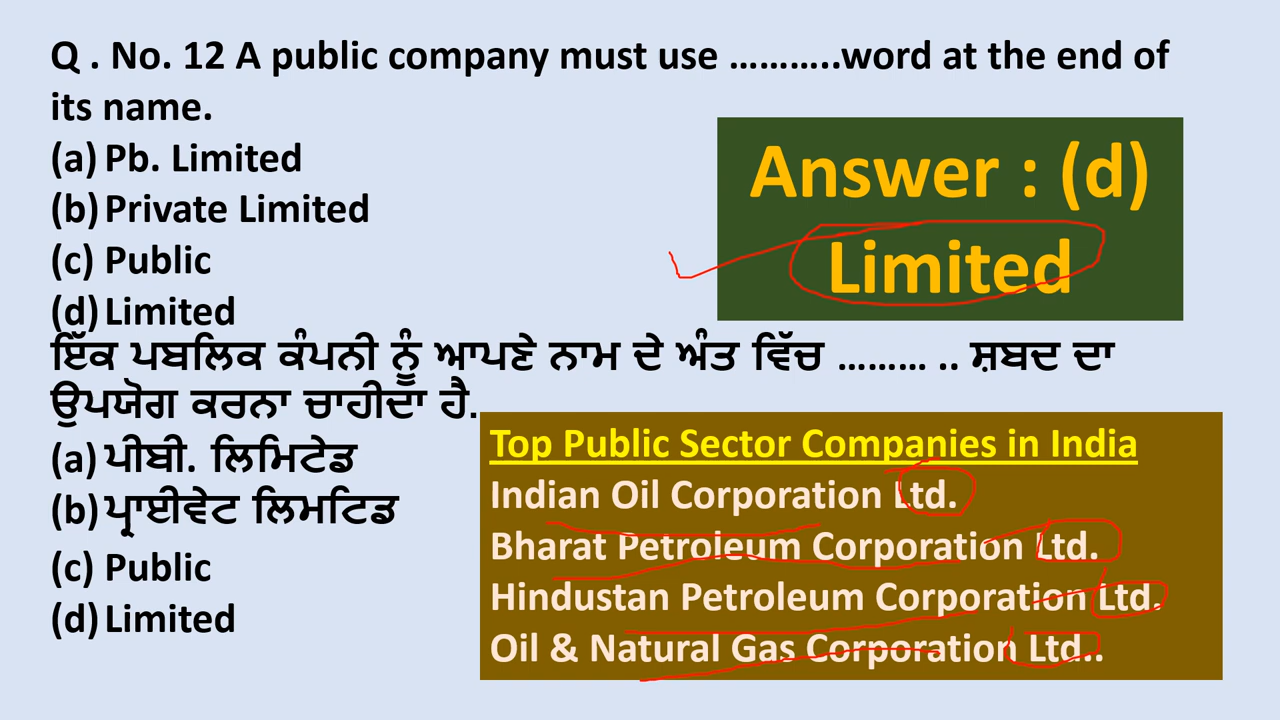 Q . No. 12 A public company must use ………..word at the end of
its name.
(a) Pb. Limited
(b) Private Limited
(c) Public
(d) Limited
Answer : (d)
Limited
ਇੱਕ ਪਬਲਿਕ ਕੰਪਨੀ ਨੂੰ ਆਪਣੇ ਨਾਮ ਦੇ ਅੰਤ ਵਿੱਚ ……… .. ਸ਼ਬਦ ਦਾ
ਉਪਯੋਗ ਕਰਨਾ ਚਾਹੀਦਾ ਹੈ.
(a) ਪੀਬੀ. ਲਿਮਿਟੇਡ
(b) ਪ੍ਰਾਈਵੇਟ ਲਿਮਟਿਡ
(c) Public
(d) Limited
Top Public Sector Companies in India
Indian Oil Corporation Ltd.
Bharat Petroleum Corporation Ltd.
Hindustan Petroleum Corporation Ltd.
Oil & Natural Gas Corporation Ltd..